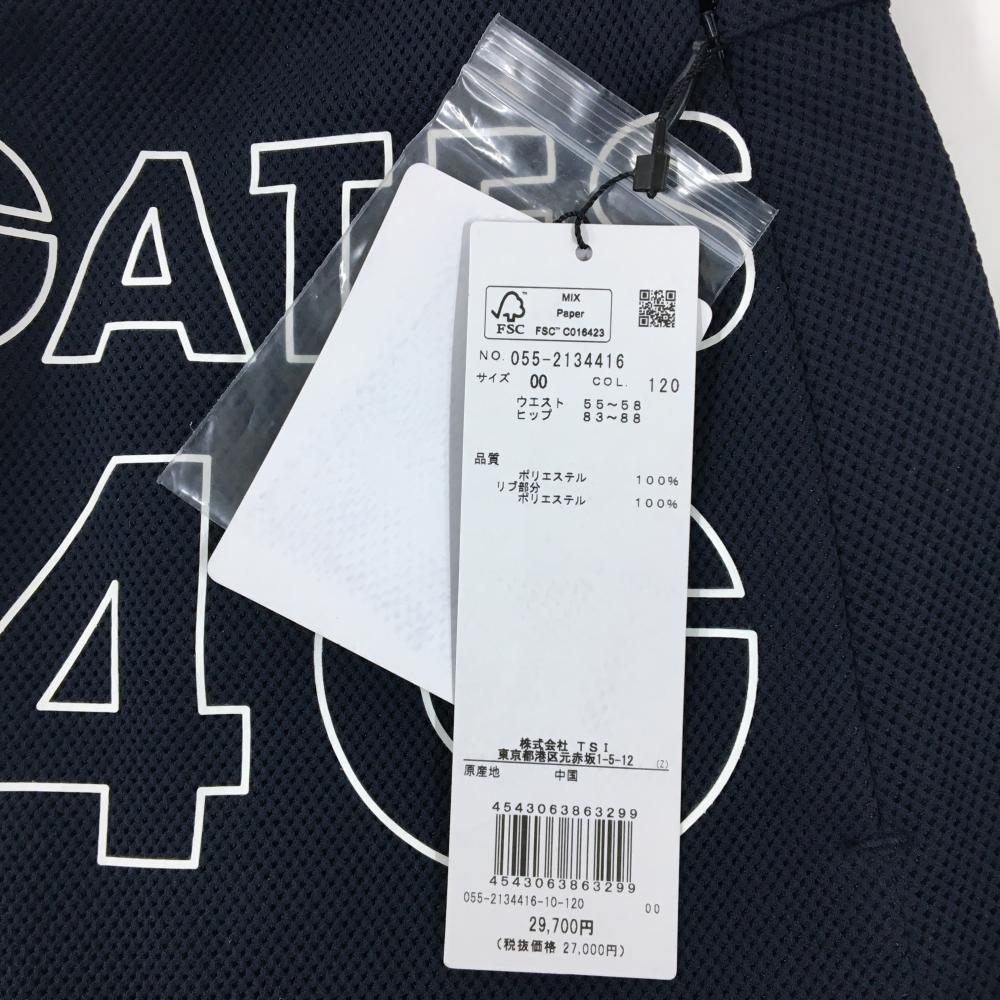 GATES
4G
MIX
Paper
FSC™ C016423
FSC
NO. 055-2134416
サイズ 00 COL. 120
ウエスト 55～58
ヒップ 83～88
品質
ポリエステル 100%
リブ部分
ポリエステル 100%
株式会社 TSI
東京都港区元赤坂1-5-12 (Z)
原産地 中国
4543063863299
4543063863299
055-2134416-10-120 00
29,700円
(税抜価格 27,000円)